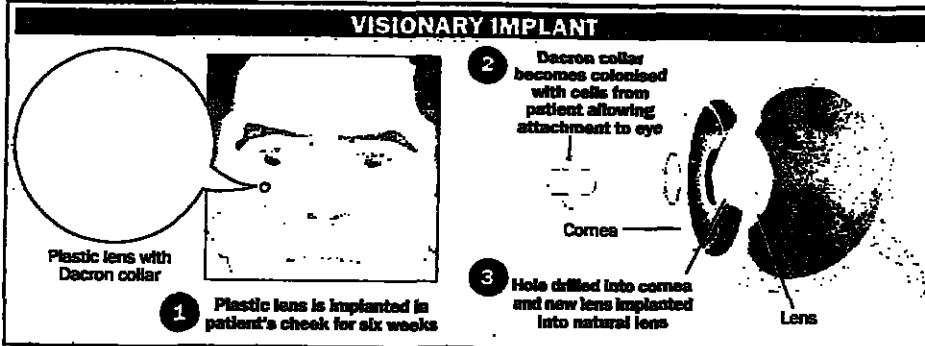 VISIONARY IMPLANT
Plastic lens with
Dacron collar
1 Plastic lens is implanted in
patient's cheek for six weeks
2 Dacron collar
becomes colonised
with cells from
patient allowing
attachment to eye
Cornea
3 Hole drilled into cornea
and new lens implanted
into natural lens
Lens